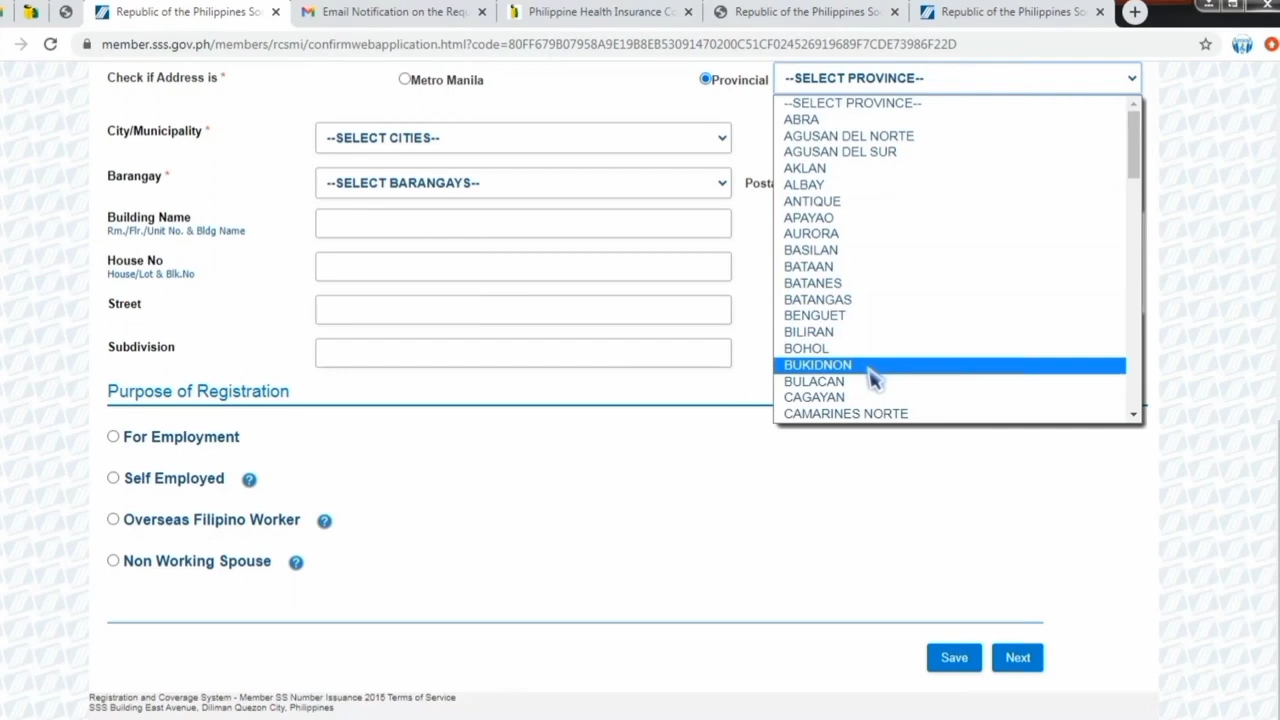 Republic of the Philippines So
Email Notification on the Req
Philippine Health Insurance Co
Republic of the Philippines So
Republic of the Philippines So
member.sss.gov.ph/members/rcsmi/confirmwebapplication.html?code=80FF679B07958A9E19B8EB53091470200C51CF024526919689F7CDE73986F22D
Check if Address is *
Metro Manila
Provincial
--SELECT PROVINCE--
--SELECT PROVINCE--
ABRA
AGUSAN DEL NORTE
AGUSAN DEL SUR
AKLAN
ALBAY
ANTIQUE
APAYAO
AURORA
BASILAN
BATAAN
BATANES
BATANGAS
BENGUET
BILIRAN
BOHOL
BUKIDNON
BULACAN
CAGAYAN
CAMARINES NORTE
City/Municipality *
--SELECT CITIES--
Barangay *
--SELECT BARANGAYS--
Posta
Building Name
Rm./Flr./Unit No. & Bldg Name
House No
House/Lot & Blk.No
Street
Subdivision
Purpose of Registration
For Employment
Self Employed ?
Overseas Filipino Worker ?
Non Working Spouse ?
Save
Next
Registration and Coverage System - Member SS Number Issuance 2015 Terms of Service
SSS Building East Avenue, Diliman Quezon City, Philippines